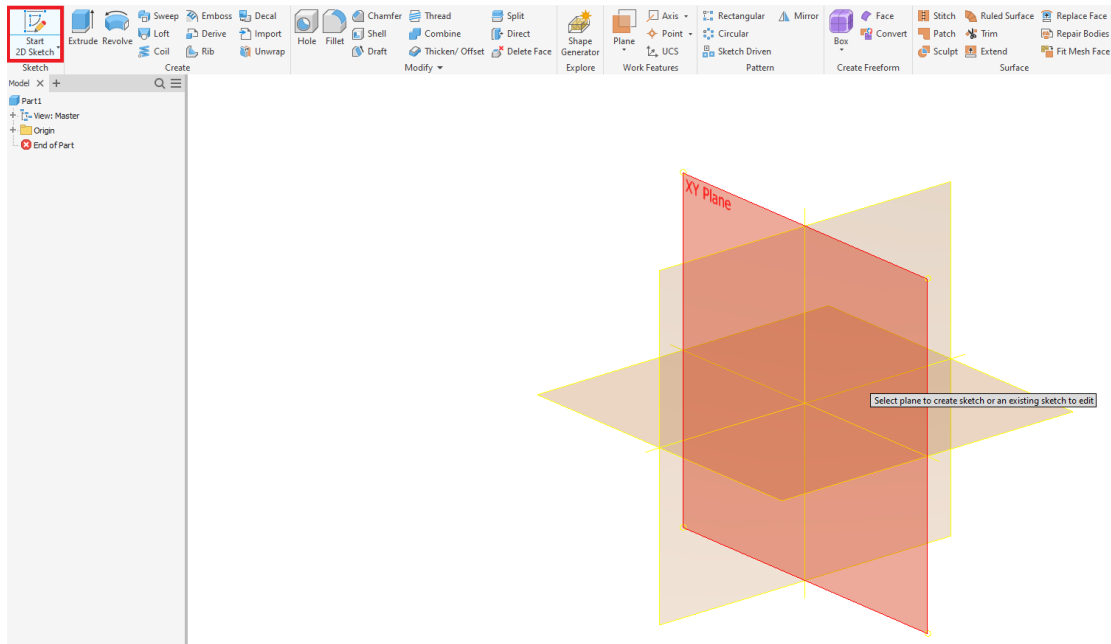 Start
2D Sketch
Sketch
Extrude Revolve
Sweep Emboss Decal
Loft Derive Import
Coil Rib Unwrap
Create
Hole Fillet
Chamfer Thread Split
Shell Combine Direct
Draft Thicken/ Offset Delete Face
Modify
Shape
Generator
Explore
Plane
Axis
Point
UCS
Work Features
Rectangular Mirror
Circular
Sketch Driven
Pattern
Box
Face
Convert
Create Freeform
Stitch Ruled Surface Replace Face
Patch Trim Repair Bodies
Sculpt Extend Fit Mesh Face
Surface
Model
Part1
View: Master
Origin
End of Part
XY Plane
Select plane to create sketch or an existing sketch to edit